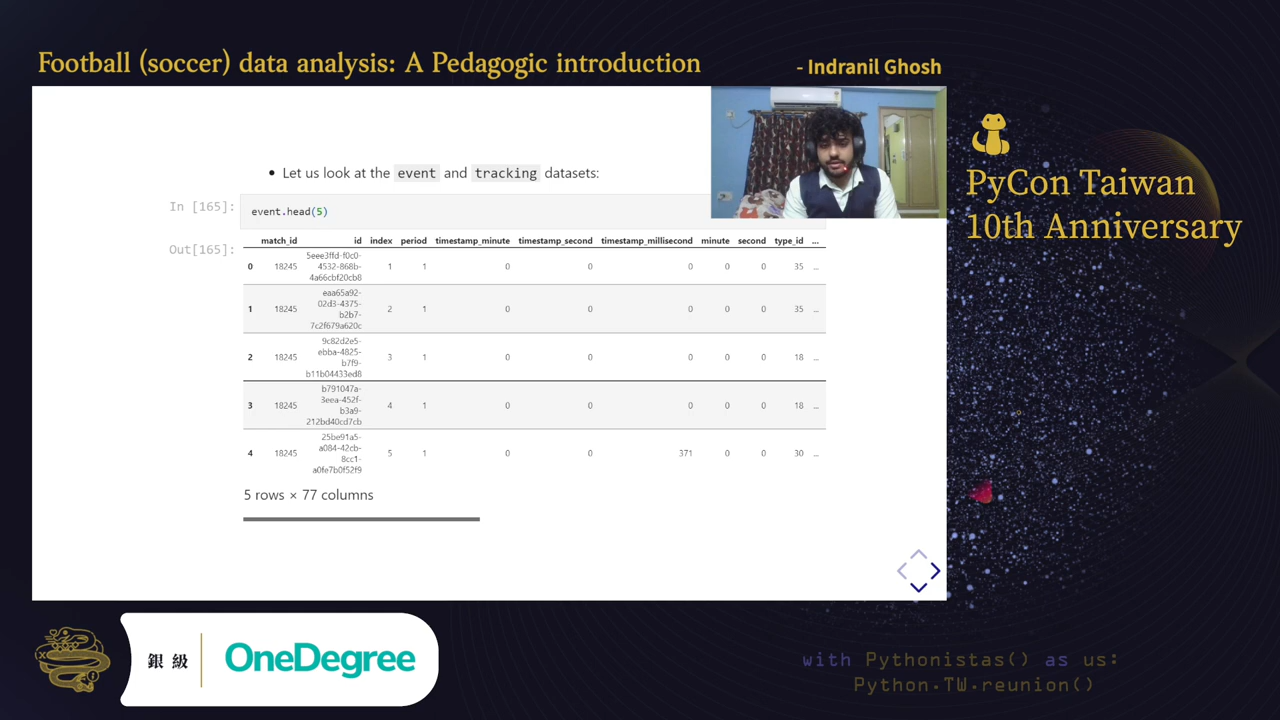 Football (soccer) data analysis: A Pedagogic introduction
- Indranil Ghosh
PyCon Taiwan
10th Anniversary
Let us look at the event and tracking datasets:
In [165]: event.head(5)
Out[165]:
match_id id index period timestamp_minute timestamp_second timestamp_millisecond minute second type_id ...
0 18245 5eee3ffd-f0c0-4532-868b-4a66cbf20cb8 1 1 0 0 0 0 0 35 ...
1 18245 eaa65a92-02d3-4375-b2b7-7c2f679a620c 2 1 0 0 0 0 0 35 ...
2 18245 9c82d2e5-ebba-4825-b7f9-b11b04433ed8 3 1 0 0 0 0 0 18 ...
3 18245 b791047a-3eea-452f-b3a9-212bd40cd7cb 4 1 0 0 0 0 0 18 ...
4 18245 25be91a5-a084-42cb-8cc1-a0fe7b0f52f9 5 1 0 0 371 0 0 30 ...
5 rows × 77 columns
銀級 OneDegree
with Pythonistas() as us:
Python.TW.reunion()